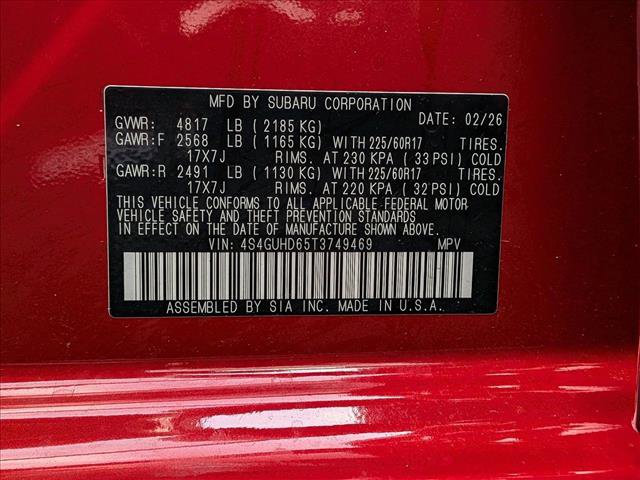 MFD BY SUBARU CORPORATION
GVWR: 4817 LB (2185 KG) DATE: 02/26
GAWR:F 2568 LB (1165 KG) WITH 225/60R17 TIRES.
17X7J RIMS. AT 230 KPA (33 PSI) COLD
GAWR:R 2491 LB (1130 KG) WITH 225/60R17 TIRES.
17X7J RIMS. AT 220 KPA (32 PSI) COLD
THIS VEHICLE CONFORMS TO ALL APPLICABLE FEDERAL MOTOR
VEHICLE SAFETY AND THEFT PREVENTION STANDARDS
IN EFFECT ON THE DATE OF MANUFACTURE SHOWN ABOVE.
VIN: 4S4GUHD65T3749469 MPV
ASSEMBLED BY SIA INC. MADE IN U.S.A.